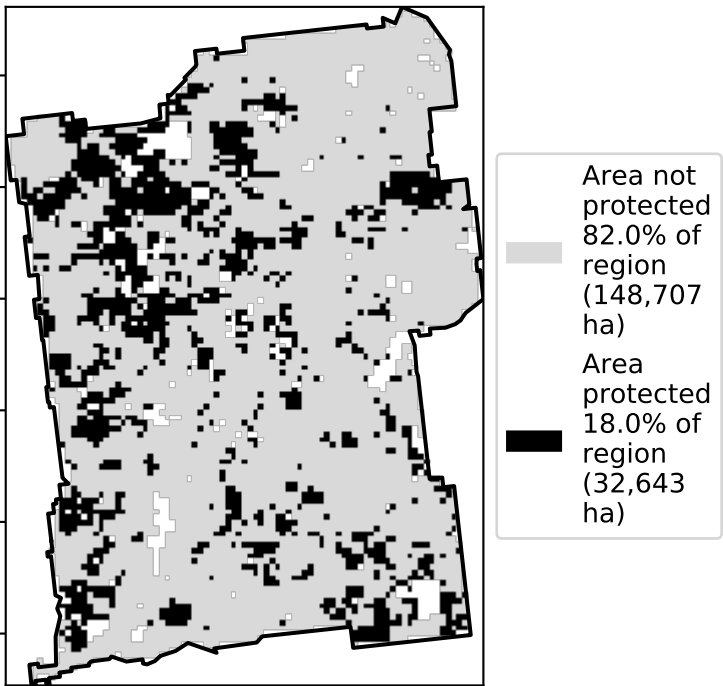 Area not
protected
82.0% of
region
(148,707
ha)
Area
protected
18.0% of
region
(32,643
ha)